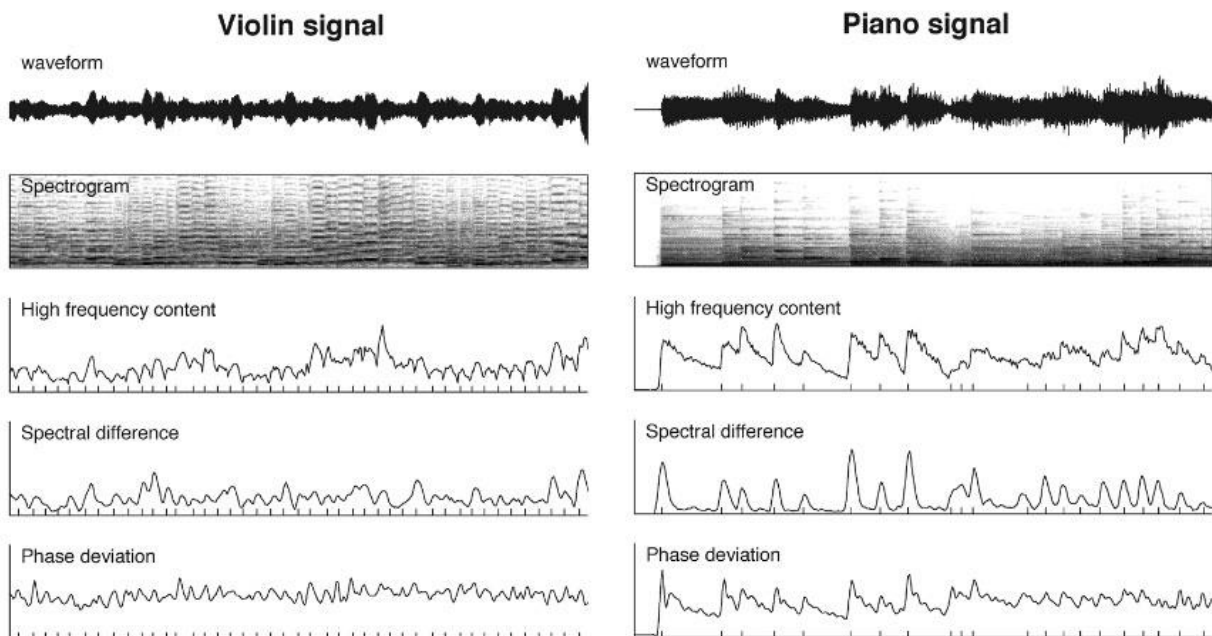 Violin signal
waveform
Spectrogram
High frequency content
Spectral difference
Phase deviation
Piano signal
waveform
Spectrogram
High frequency content
Spectral difference
Phase deviation